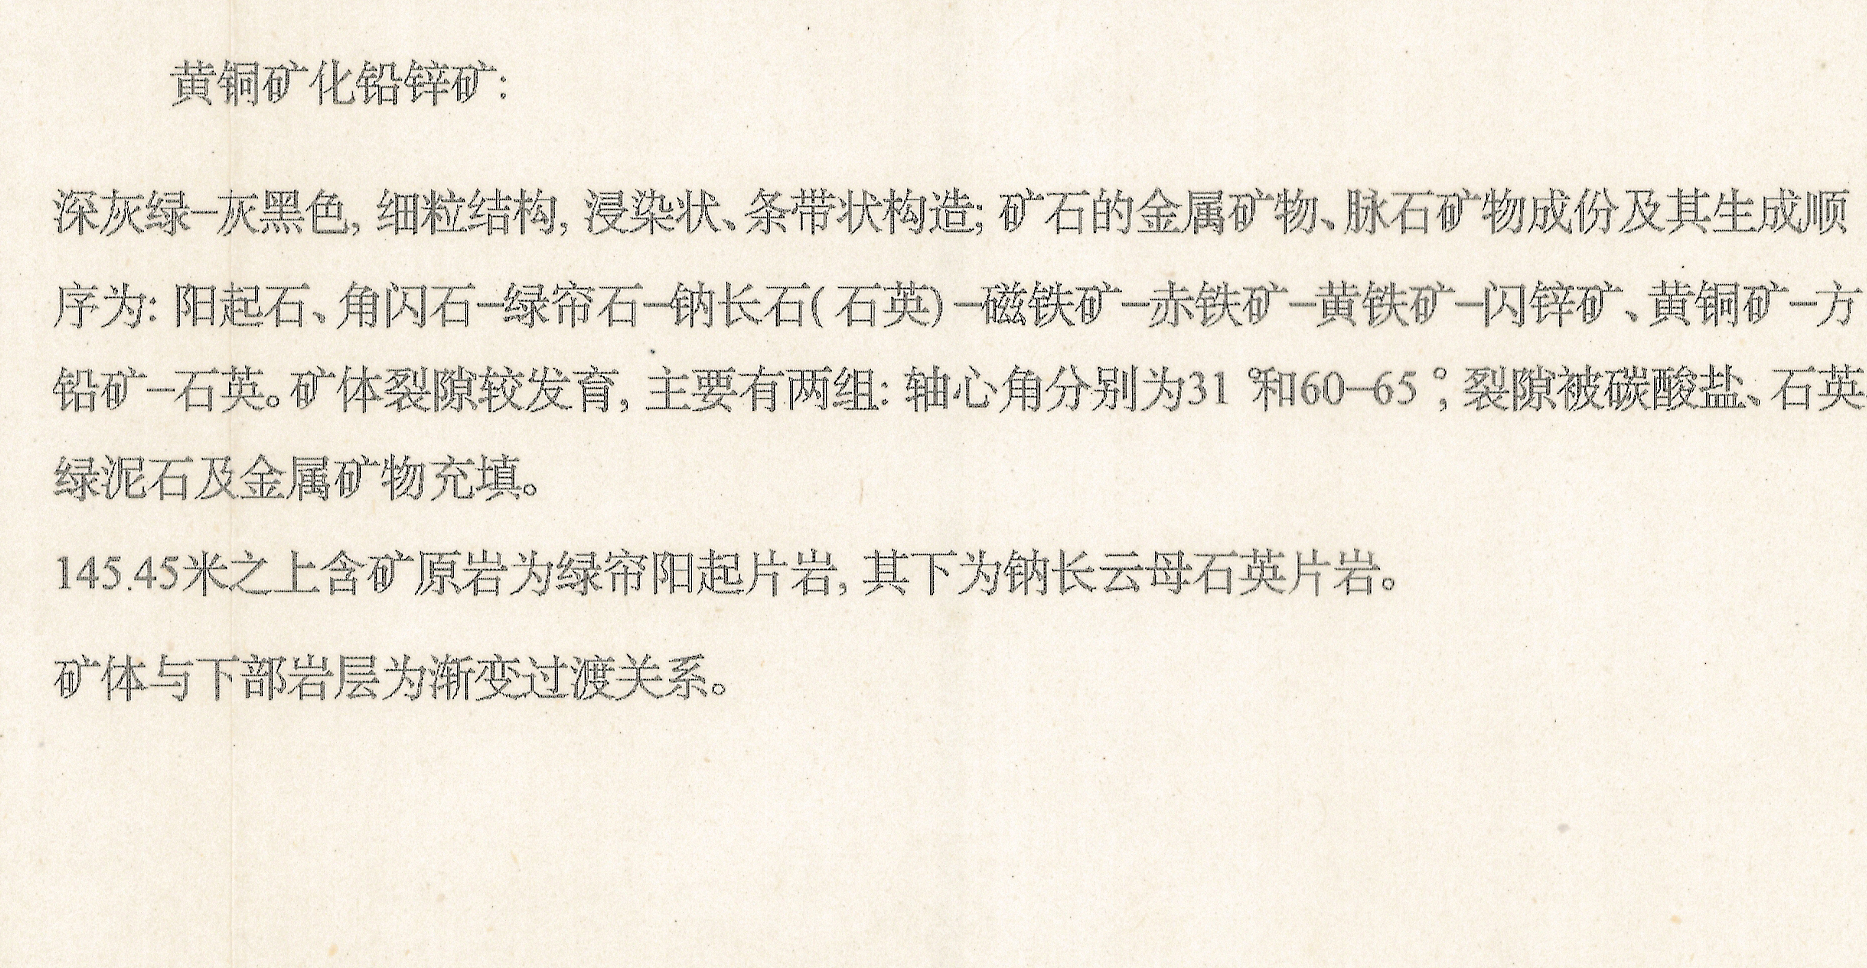 黄铜矿化铅锌矿:
深灰绿—灰黑色, 细粒结构, 浸染状、条带状构造; 矿石的金属矿物、脉石矿物成份及其生成顺
序为: 阳起石、角闪石—绿帘石—钠长石( 石英) —磁铁矿—赤铁矿—黄铁矿—闪锌矿、黄铜矿—方
铅矿—石英。矿体裂隙较发育, 主要有两组: 轴心角分别为31 °和60—65 °; 裂隙被碳酸盐、石英
绿泥石及金属矿物充填。
145.45米之上含矿原岩为绿帘阳起片岩, 其下为钠长云母石英片岩。
矿体与下部岩层为渐变过渡关系。